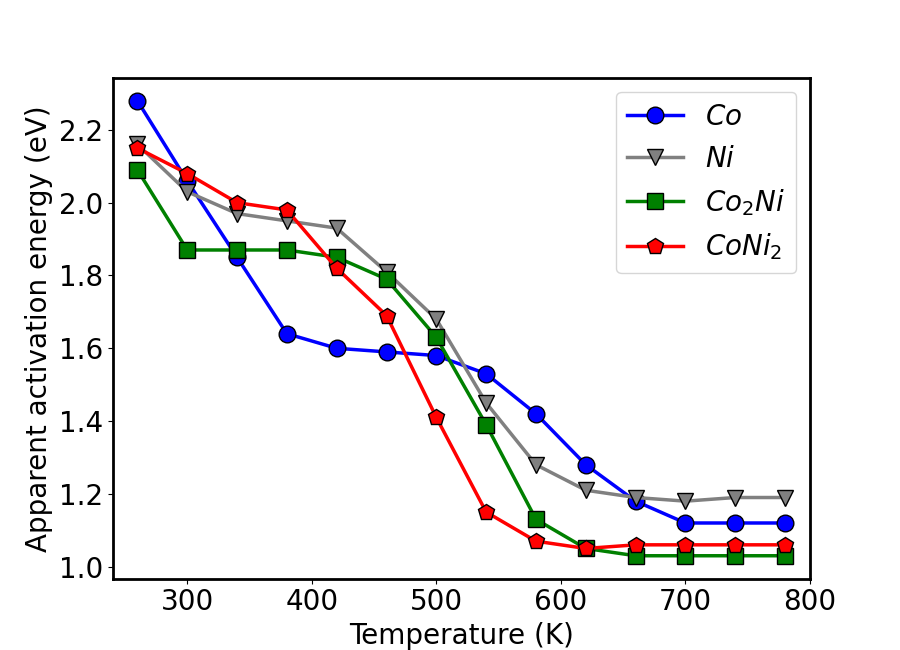 Co
Ni
Co₂Ni
CoNi₂
Apparent activation energy (eV)
2.2
2.0
1.8
1.6
1.4
1.2
1.0
300 400 500 600 700 800
Temperature (K)